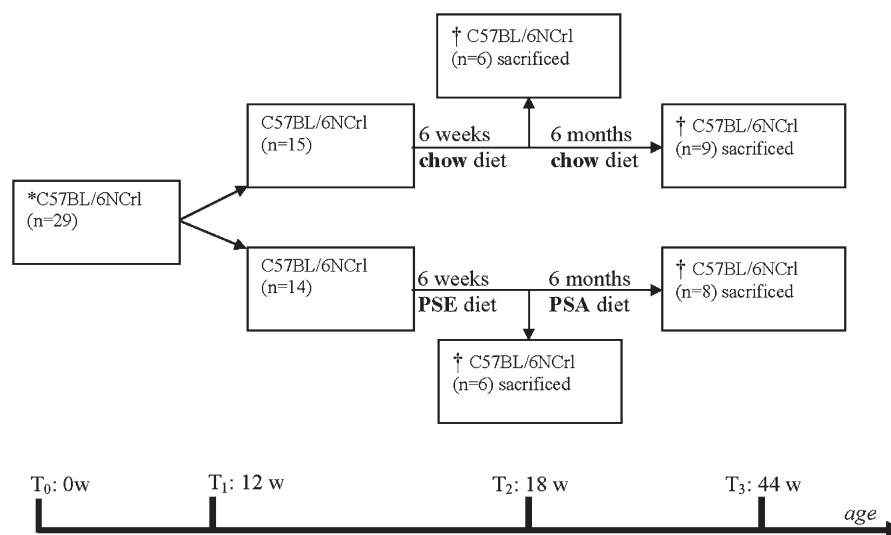 † C57BL/6NCrl
(n=6) sacrificed
C57BL/6NCrl
(n=15)
6 weeks
chow diet
6 months
chow diet
† C57BL/6NCrl
(n=9) sacrificed
*C57BL/6NCrl
(n=29)
C57BL/6NCrl
(n=14)
6 weeks
PSE diet
6 months
PSA diet
† C57BL/6NCrl
(n=8) sacrificed
† C57BL/6NCrl
(n=6) sacrificed
T₀: 0w
T₁: 12 w
T₂: 18 w
T₃: 44 w
age